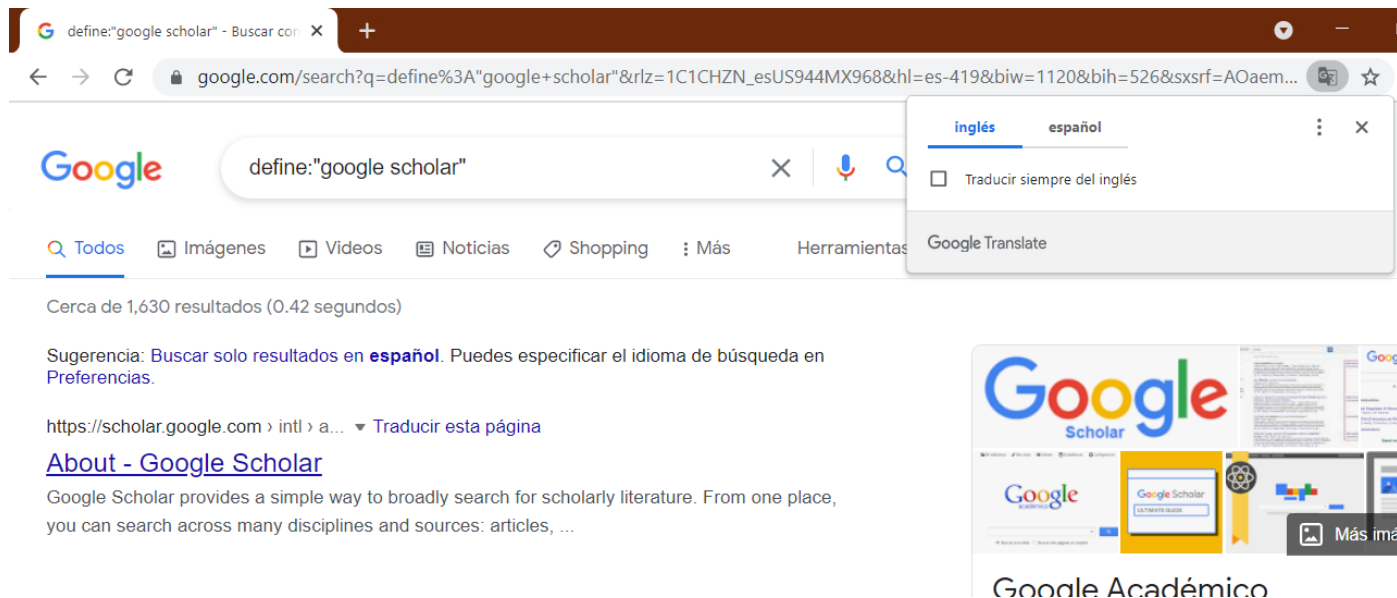 define:"google scholar" - Buscar con
google.com/search?q=define%3A"google+scholar"&rlz=1C1CHZN_esUS944MX968&hl=es-419&biw=1120&bih=526&sxsrf=AOaem...
inglés español
Traducir siempre del inglés
Google Translate
Google
define:"google scholar"
Todos Imágenes Videos Noticias Shopping Más Herramientas
Cerca de 1,630 resultados (0.42 segundos)
Sugerencia: Buscar solo resultados en español. Puedes especificar el idioma de búsqueda en
Preferencias.
https://scholar.google.com › intl › a... Traducir esta página
About - Google Scholar
Google Scholar provides a simple way to broadly search for scholarly literature. From one place,
you can search across many disciplines and sources: articles, ...
Google
Scholar
Google
académico
Google Scholar
ULTIMATE GUIDE
Más imá
Google Académico